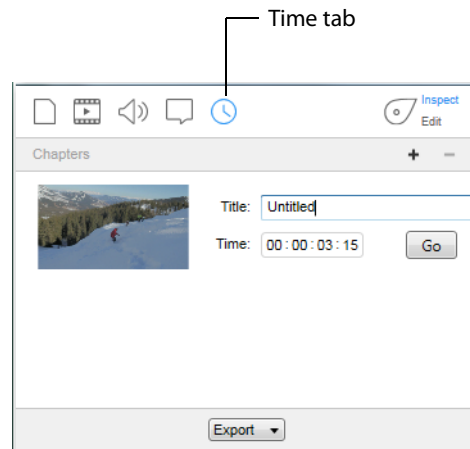 Time tab
Inspect
Edit
Chapters
Title: Untitled
Time: 00:00:03:15 Go
Export